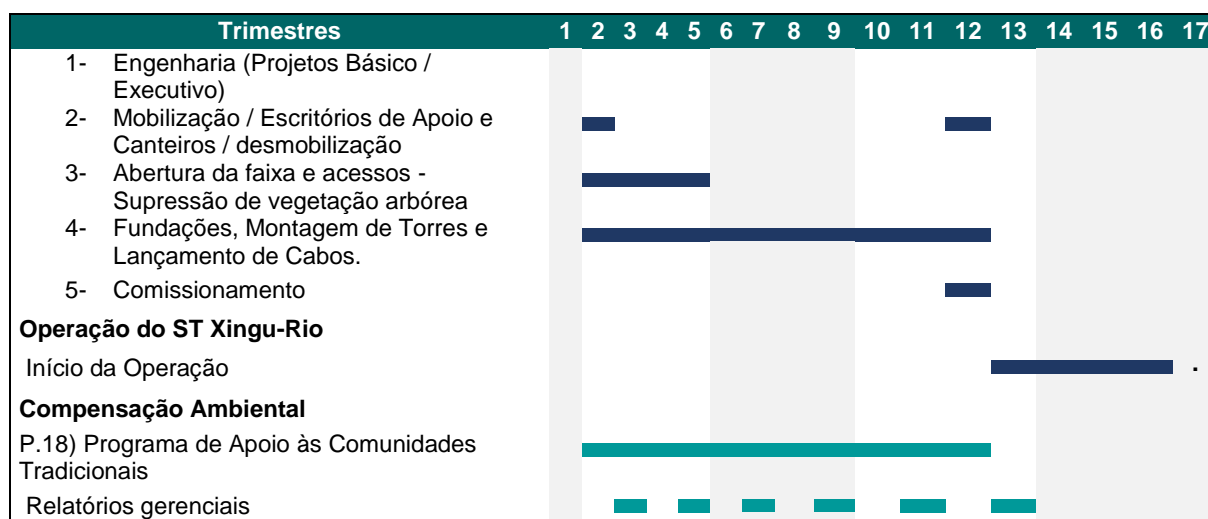 Trimestres 1 2 3 4 5 6 7 8 9 10 11 12 13 14 15 16 17
1- Engenharia (Projetos Básico /
Executivo)
2- Mobilização / Escritórios de Apoio e
Canteiros / desmobilização
3- Abertura da faixa e acessos -
Supressão de vegetação arbórea
4- Fundações, Montagem de Torres e
Lançamento de Cabos.
5- Comissionamento
Operação do ST Xingu-Rio
Início da Operação .
Compensação Ambiental
P.18) Programa de Apoio às Comunidades
Tradicionais
Relatórios gerenciais